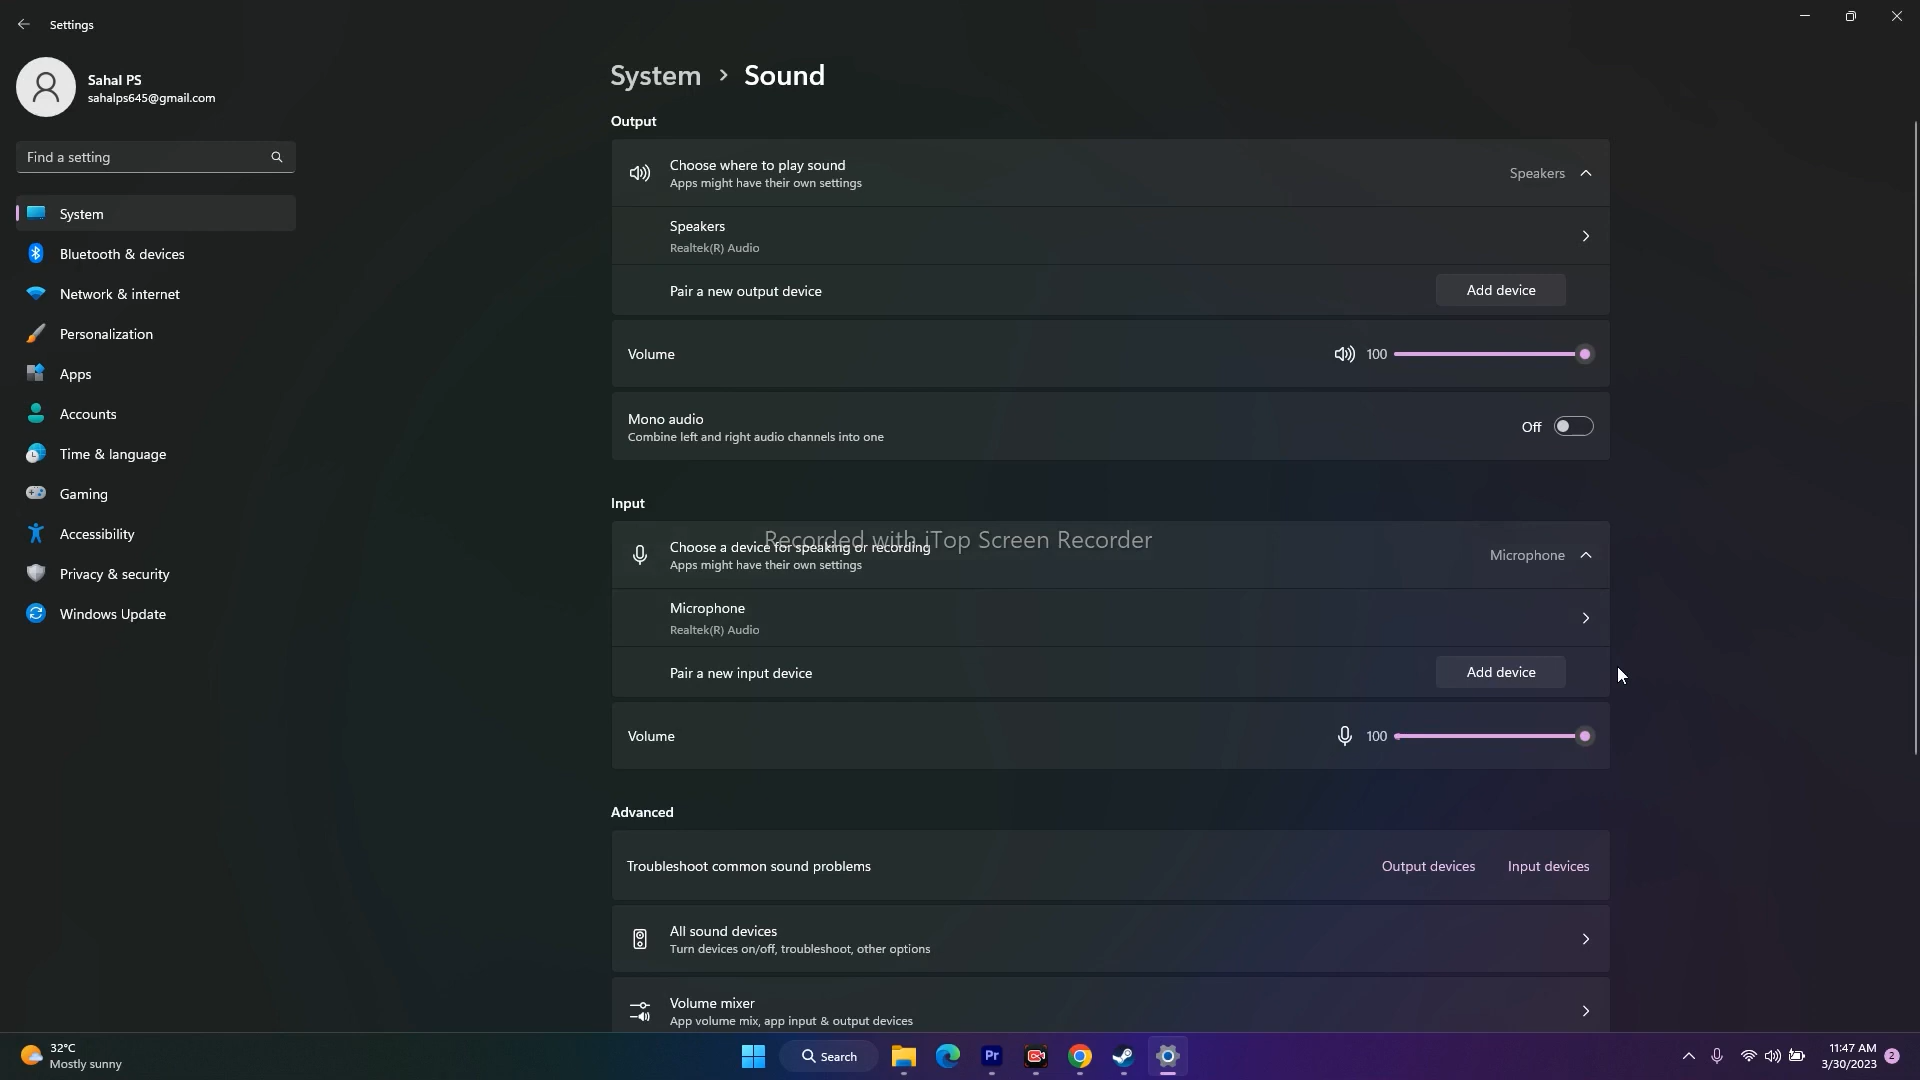 Settings
Sahal PS
sahalps645@gmail.com
Find a setting
System
Bluetooth & devices
Network & internet
Personalization
Apps
Accounts
Time & language
Gaming
Accessibility
Privacy & security
Windows Update
System > Sound
Output
Choose where to play sound
Apps might have their own settings
Speakers
Speakers
Realtek(R) Audio
Pair a new output device
Add device
Volume
100
Mono audio
Combine left and right audio channels into one
Off
Input
Recorded with iTop Screen Recorder
Choose a device for speaking or recording
Apps might have their own settings
Microphone
Microphone
Realtek(R) Audio
Pair a new input device
Add device
Volume
100
Advanced
Troubleshoot common sound problems
Output devices
Input devices
All sound devices
Turn devices on/off, troubleshoot, other options
Volume mixer
App volume mix, app input & output devices
32°C
Mostly sunny
Search
Pr
11:47 AM
3/30/2023
2